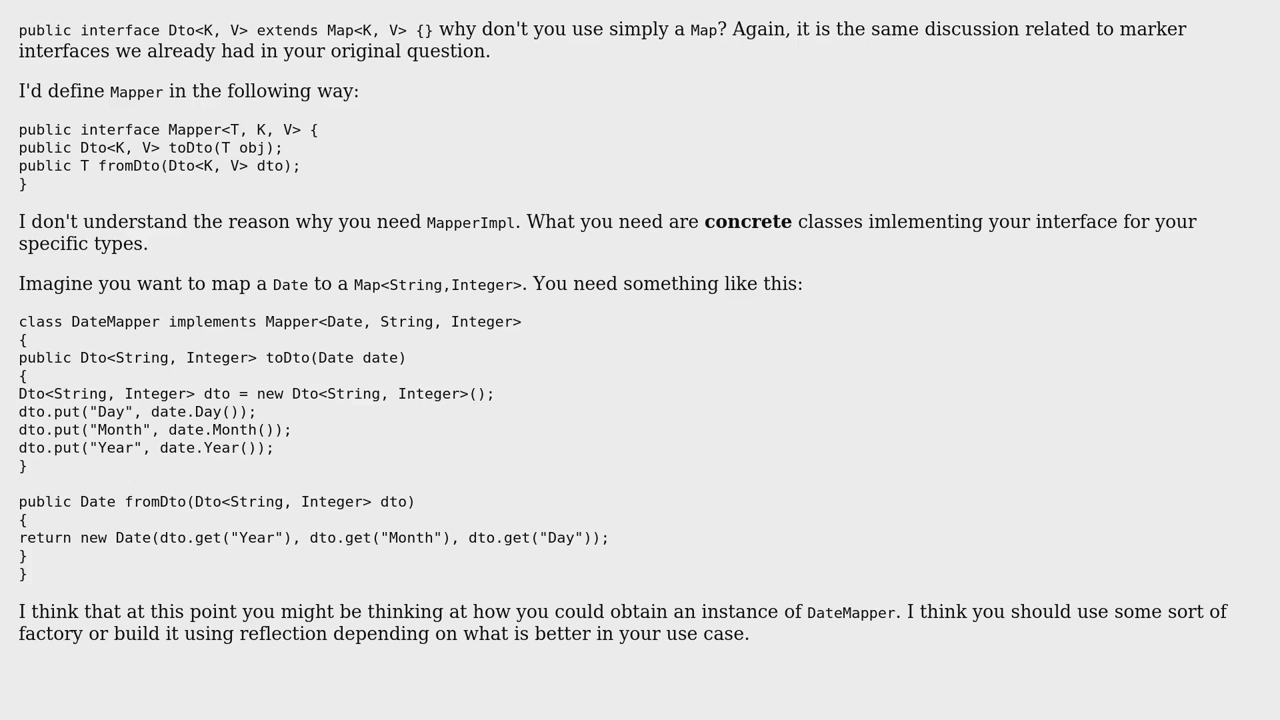 public interface Dto<K, V> extends Map<K, V> {} why don't you use simply a Map? Again, it is the same discussion related to marker
interfaces we already had in your original question.
I'd define Mapper in the following way:
public interface Mapper<T, K, V> {
public Dto<K, V> toDto(T obj);
public T fromDto(Dto<K, V> dto);
}
I don't understand the reason why you need MapperImpl. What you need are concrete classes imlementing your interface for your
specific types.
Imagine you want to map a Date to a Map<String,Integer>. You need something like this:
class DateMapper implements Mapper<Date, String, Integer>
{
public Dto<String, Integer> toDto(Date date)
{
Dto<String, Integer> dto = new Dto<String, Integer>();
dto.put("Day", date.Day());
dto.put("Month", date.Month());
dto.put("Year", date.Year());
}
public Date fromDto(Dto<String, Integer> dto)
{
return new Date(dto.get("Year"), dto.get("Month"), dto.get("Day"));
}
}
I think that at this point you might be thinking at how you could obtain an instance of DateMapper. I think you should use some sort of
factory or build it using reflection depending on what is better in your use case.